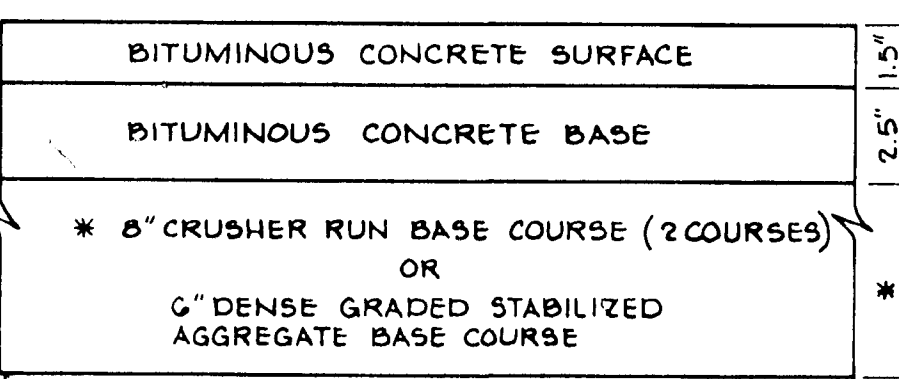 BITUMINOUS CONCRETE SURFACE
1.5"
BITUMINOUS CONCRETE BASE
2.5"
* 8" CRUSHER RUN BASE COURSE (2 COURSES)
OR
6" DENSE GRADED STABILIZED
AGGREGATE BASE COURSE
*